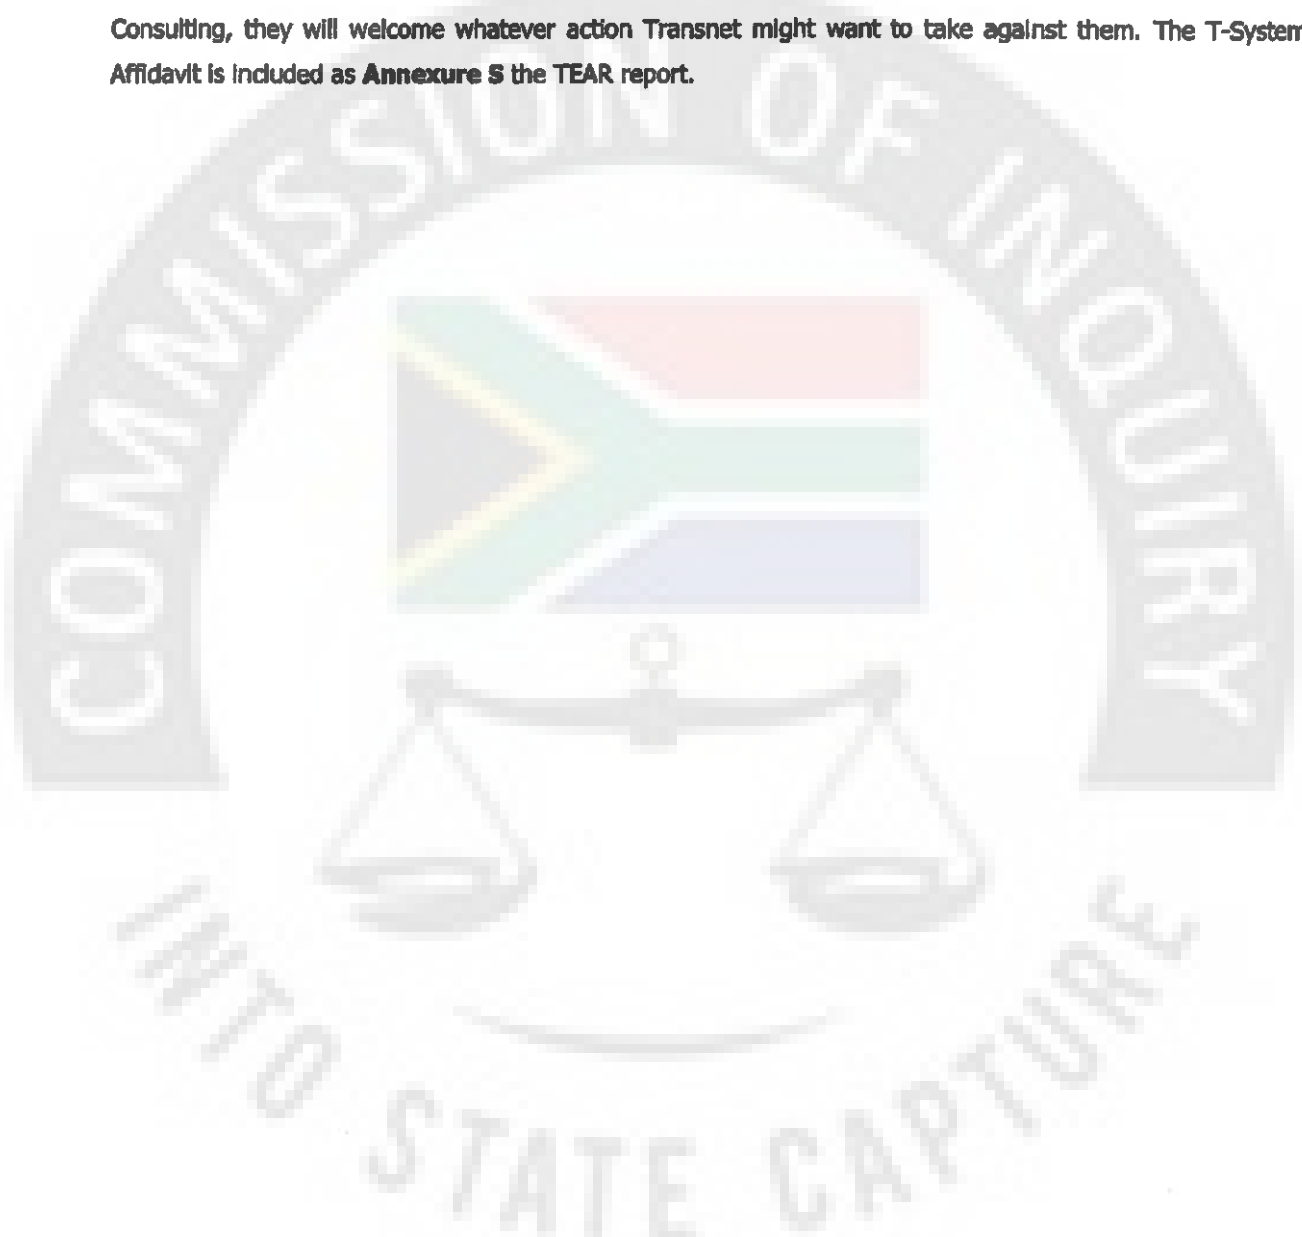 Consulting, they will welcome whatever action Transnet might want to take against them. The T-System
Affidavit is included as Annexure S the TEAR report.
COMMISSION OF INQUIRY
INTO STATE CAPTURE